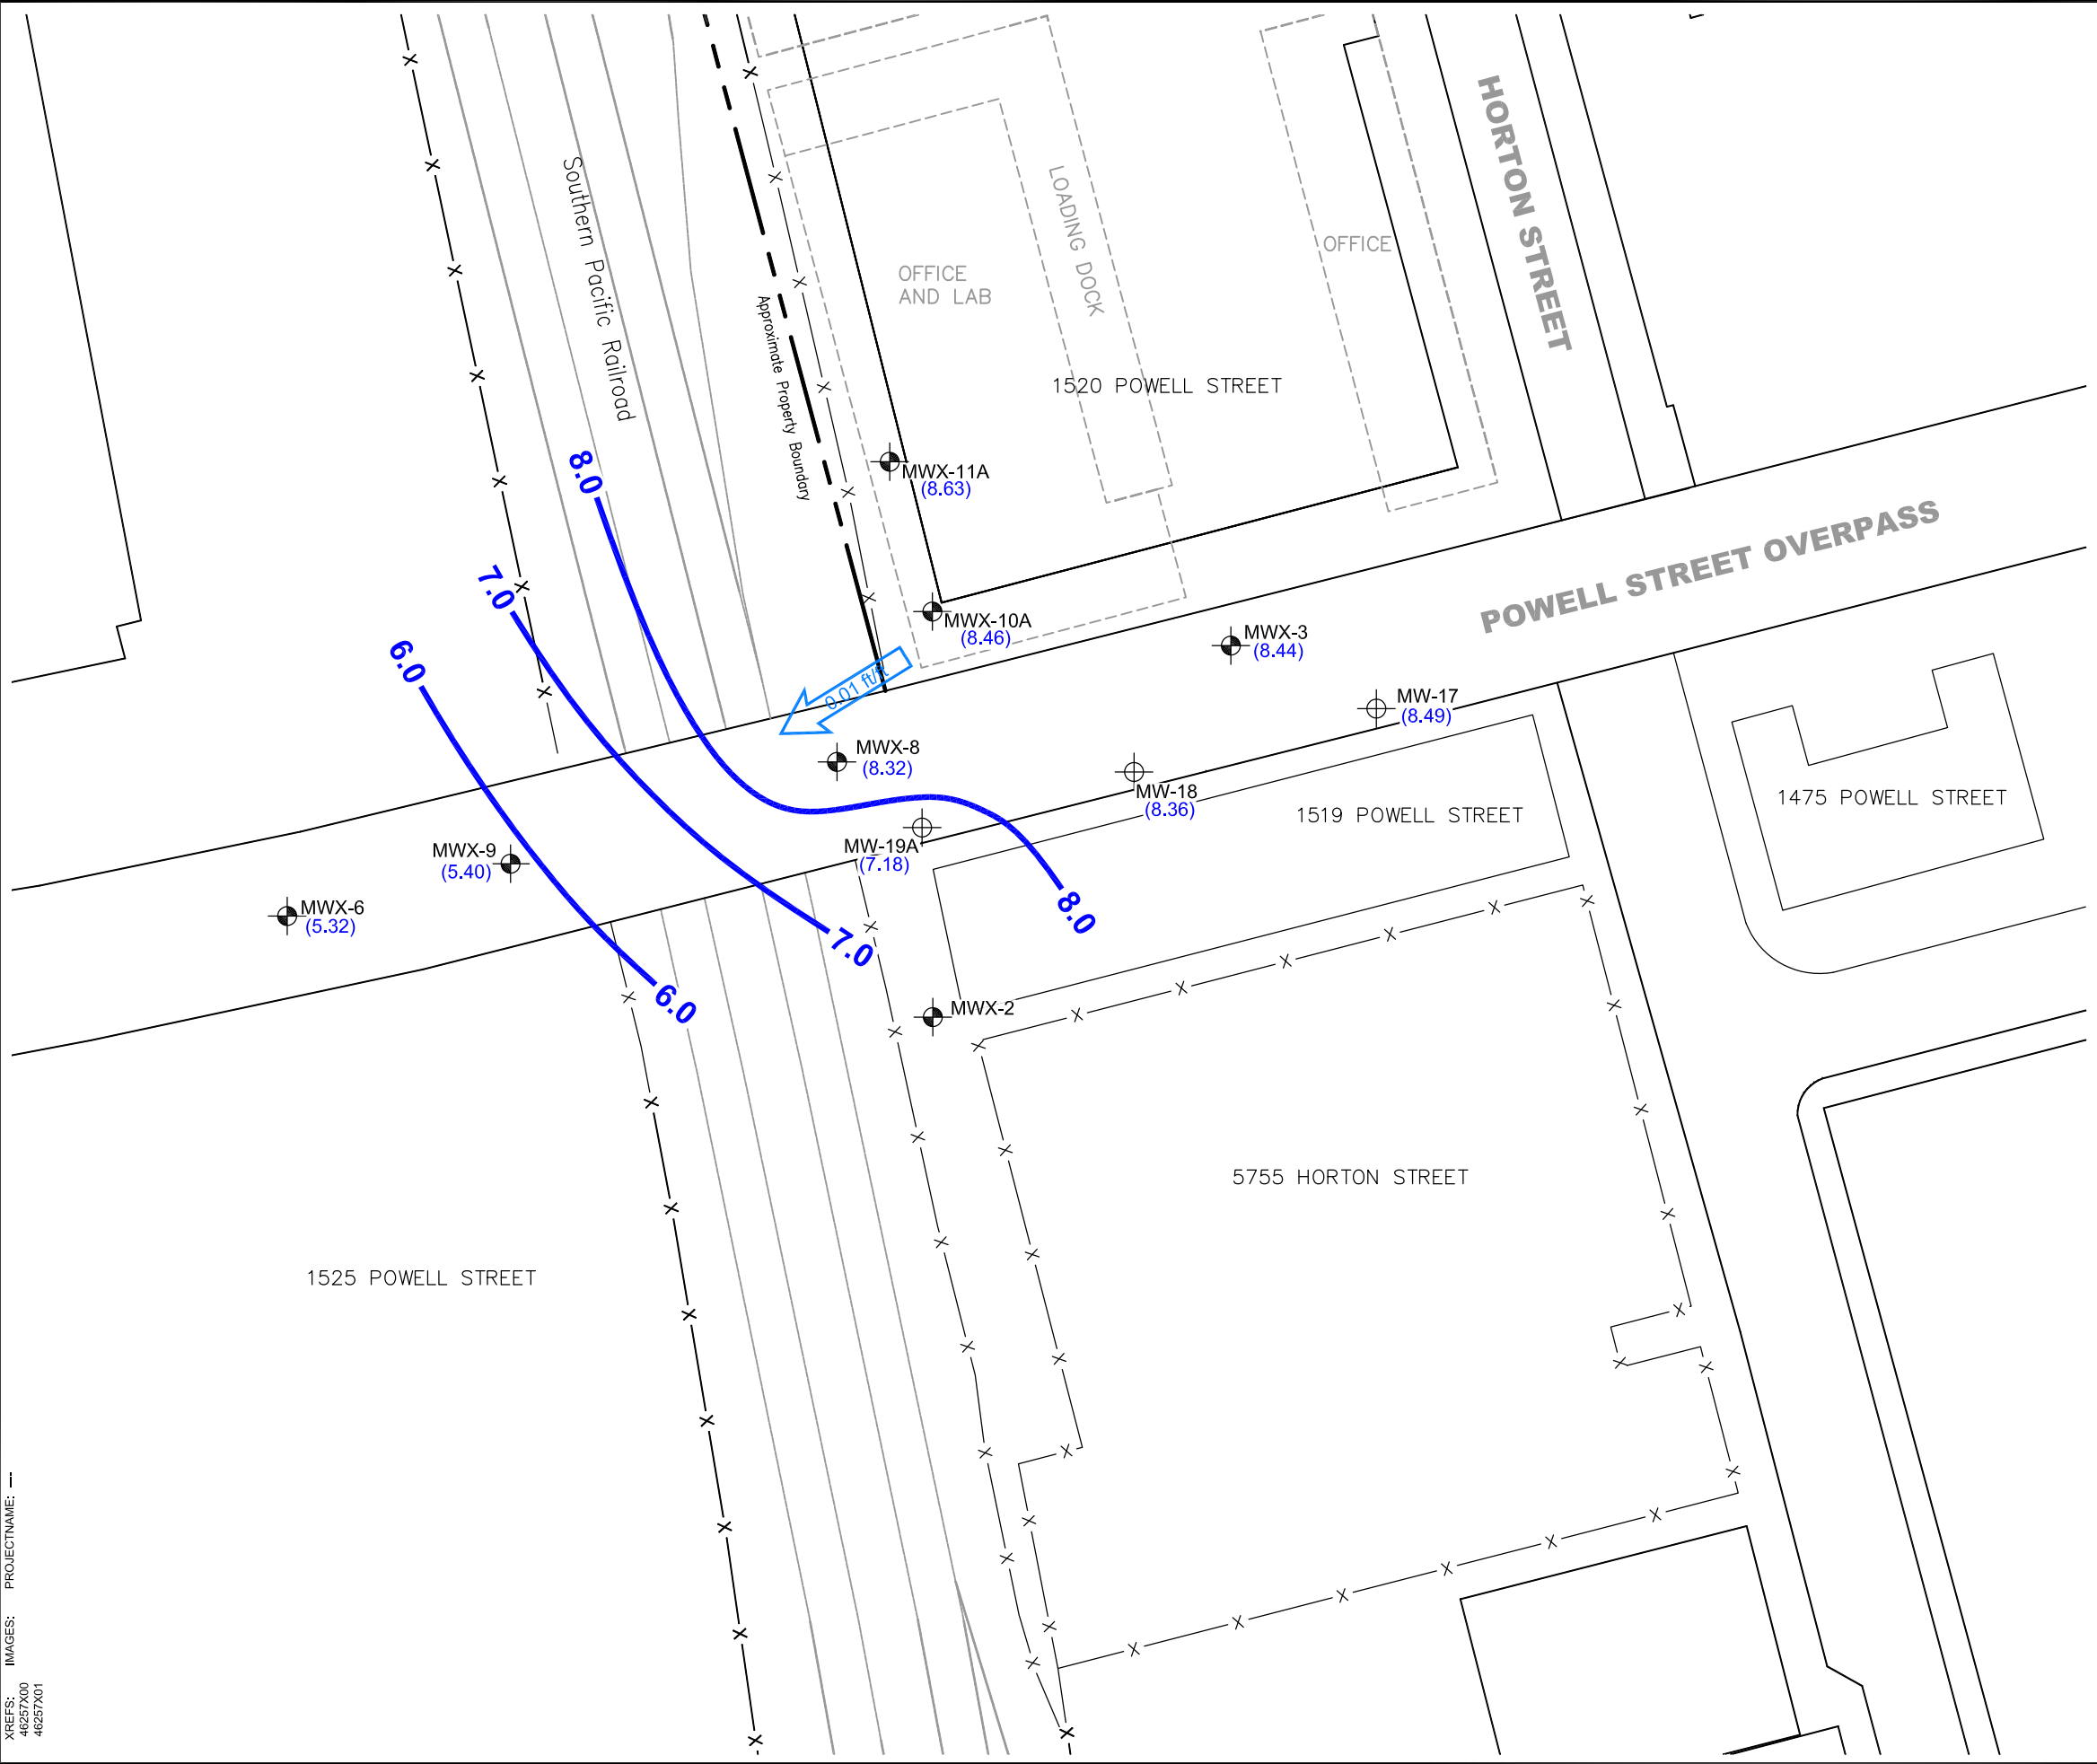 HORTON STREET
Southern Pacific Railroad
LOADING DOCK
OFFICE
OFFICE
AND LAB
Approximate Property Boundary
1520 POWELL STREET
8.0
MWX-11A
(8.63)
POWELL STREET OVERPASS
7.0
MWX-10A
(8.46)
MWX-3
(8.44)
6.0
0.01 ft/ft
MW-17
(8.49)
MWX-8
(8.32)
MW-18
(8.36)
1519 POWELL STREET
1475 POWELL STREET
MWX-9
(5.40)
MW-19A
(7.18)
MWX-6
(5.32)
8.0
7.0
6.0
MWX-2
5755 HORTON STREET
1525 POWELL STREET
XREFS: IMAGES: PROJECTNAME: ----
46257X00
46257X01